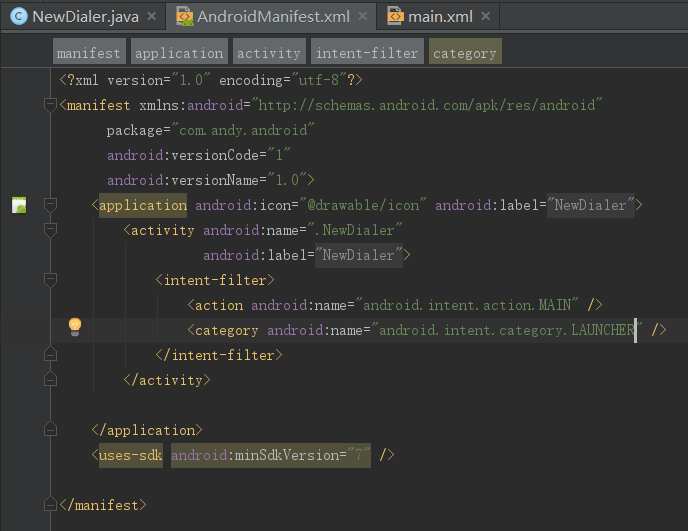 NewDialer.java × AndroidManifest.xml × main.xml ×
manifest application activity intent-filter category
<?xml version="1.0" encoding="utf-8"?>
<manifest xmlns:android="http://schemas.android.com/apk/res/android"
package="com.andy.android"
android:versionCode="1"
android:versionName="1.0">
<application android:icon="@drawable/icon" android:label="NewDialer">
<activity android:name=".NewDialer"
android:label="NewDialer">
<intent-filter>
<action android:name="android.intent.action.MAIN" />
<category android:name="android.intent.category.LAUNCHER" />
</intent-filter>
</activity>
</application>
<uses-sdk android:minSdkVersion="7" />
</manifest>